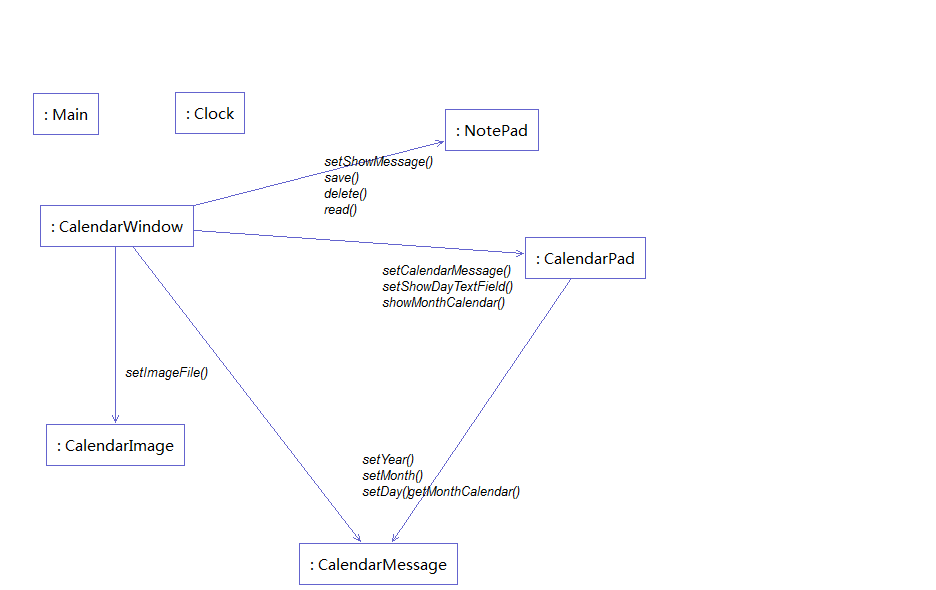 : Main
: Clock
: NotePad
setShowMessage()
save()
delete()
read()
: CalendarWindow
: CalendarPad
setCalendarMessage()
setShowDayTextField()
showMonthCalendar()
setImageFile()
: CalendarImage
setYear()
setMonth()
setDay()getMonthCalendar()
: CalendarMessage